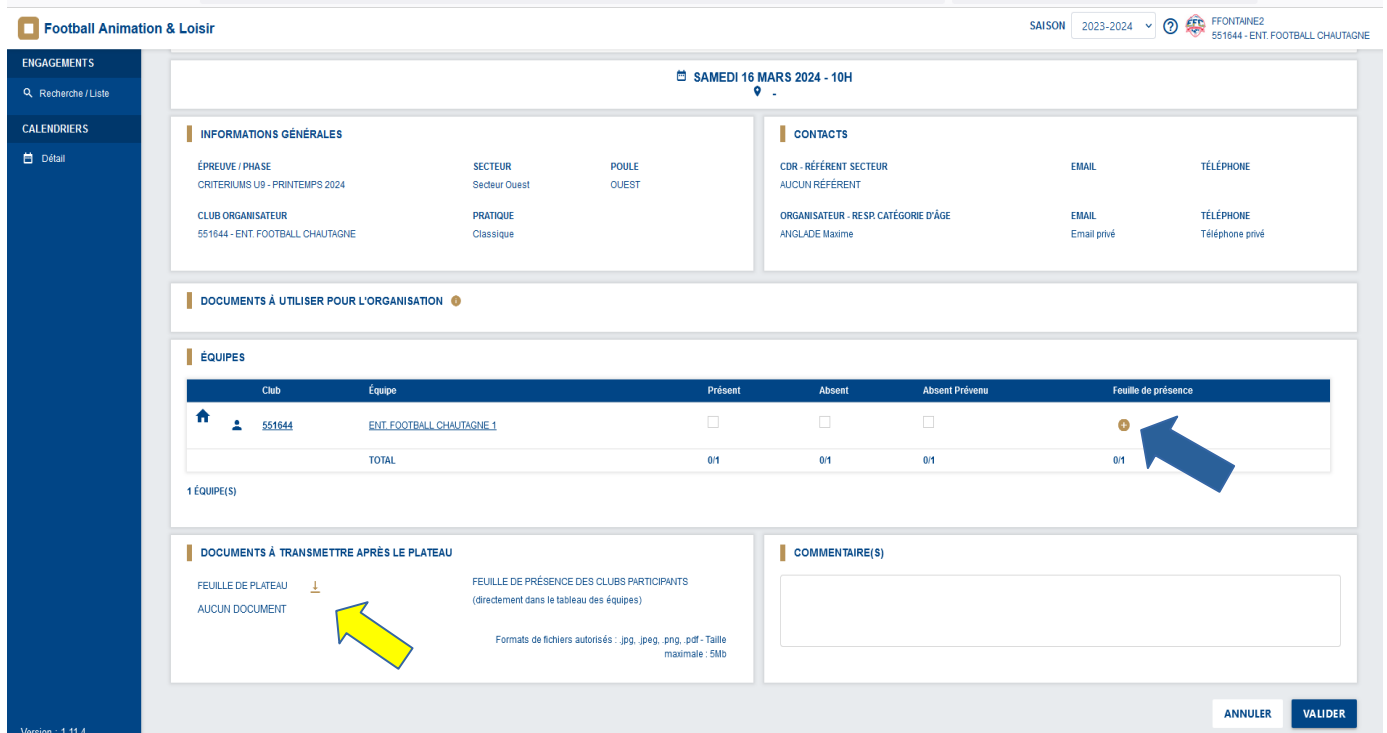 Football Animation & Loisir
SAISON 2023-2024 FFONTAINE2
551644 - ENT. FOOTBALL CHAUTAGNE
ENGAGEMENTS
Recherche / Liste
CALENDRIERS
Détail
SAMEDI 16 MARS 2024 - 10H
-
INFORMATIONS GÉNÉRALES
ÉPREUVE / PHASE SECTEUR POULE
CRITERIUMS U9 - PRINTEMPS 2024 Secteur Ouest OUEST
CLUB ORGANISATEUR PRATIQUE
551644 - ENT. FOOTBALL CHAUTAGNE Classique
CONTACTS
CDR - RÉFÉRENT SECTEUR EMAIL TÉLÉPHONE
AUCUN RÉFÉRENT
ORGANISATEUR - RESP. CATÉGORIE D'ÂGE EMAIL TÉLÉPHONE
ANGLADE Maxime Email privé Téléphone privé
DOCUMENTS À UTILISER POUR L'ORGANISATION
ÉQUIPES
Club Équipe Présent Absent Absent Prévenu Feuille de présence
551644 ENT. FOOTBALL CHAUTAGNE 1
TOTAL 0/1 0/1 0/1 0/1
1 ÉQUIPE(S)
DOCUMENTS À TRANSMETTRE APRÈS LE PLATEAU
FEUILLE DE PLATEAU
AUCUN DOCUMENT
FEUILLE DE PRÉSENCE DES CLUBS PARTICIPANTS
(directement dans le tableau des équipes)
Formats de fichiers autorisés : .jpg, .jpeg, .png, .pdf - Taille
maximale : 5Mb
COMMENTAIRE(S)
ANNULER VALIDER
Version : 1.11.4